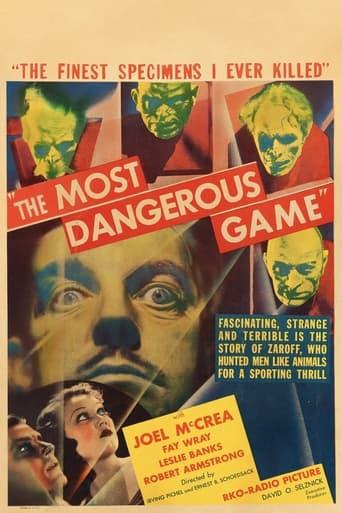 "THE FINEST SPECIMENS I EVER KILLED"
"THE MOST
DANGEROUS
GAME"
FASCINATING, STRANGE
AND TERRIBLE IS THE
STORY OF ZAROFF, WHO
HUNTED MEN LIKE ANIMALS
FOR A SPORTING THRILL
with
JOEL McCREA
FAY WRAY
LESLIE BANKS
ROBERT ARMSTRONG
Directed by
IRVING PICHEL and ERNEST B. SCHOEDSACK
RKO-RADIO PICTURE
DAVID O. SELZNICK
Executive
Producer